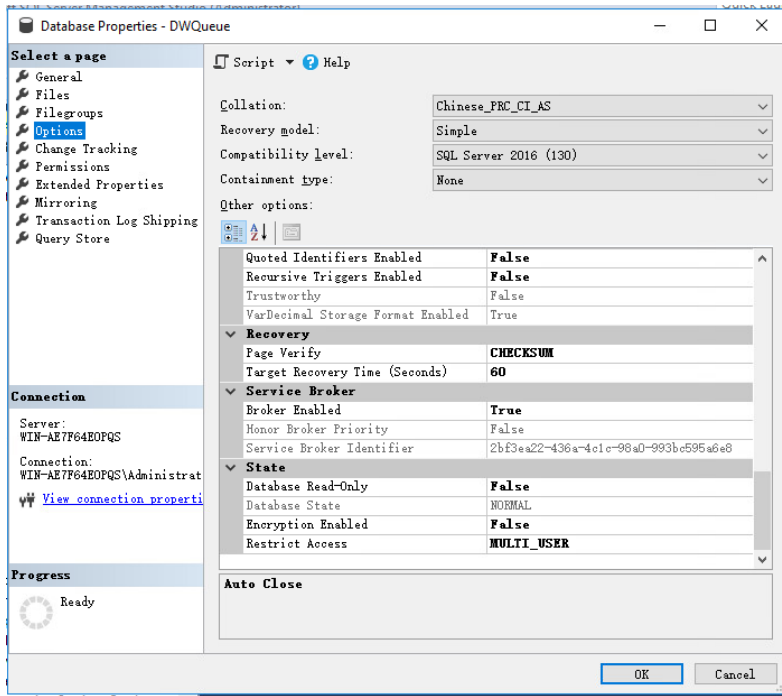 Database Properties - DWQueue
Select a page
General
Files
Filegroups
Options
Change Tracking
Permissions
Extended Properties
Mirroring
Transaction Log Shipping
Query Store
Script
Help
Collation: Chinese_PRC_CI_AS
Recovery model: Simple
Compatibility level: SQL Server 2016 (130)
Containment type: None
Other options:
Quoted Identifiers Enabled False
Recursive Triggers Enabled False
Trustworthy False
VarDecimal Storage Format Enabled True
Recovery
Page Verify CHECKSUM
Target Recovery Time (Seconds) 60
Service Broker
Broker Enabled True
Honor Broker Priority False
Service Broker Identifier 2bf3ea22-436a-4c1c-98a0-993bc595a6e8
State
Database Read-Only False
Database State NORMAL
Encryption Enabled False
Restrict Access MULTI_USER
Auto Close
Connection
Server:
WIN-AE7F64EOPQS
Connection:
WIN-AE7F64EOPQS\Administrat
View connection properti
Progress
Ready
OK
Cancel